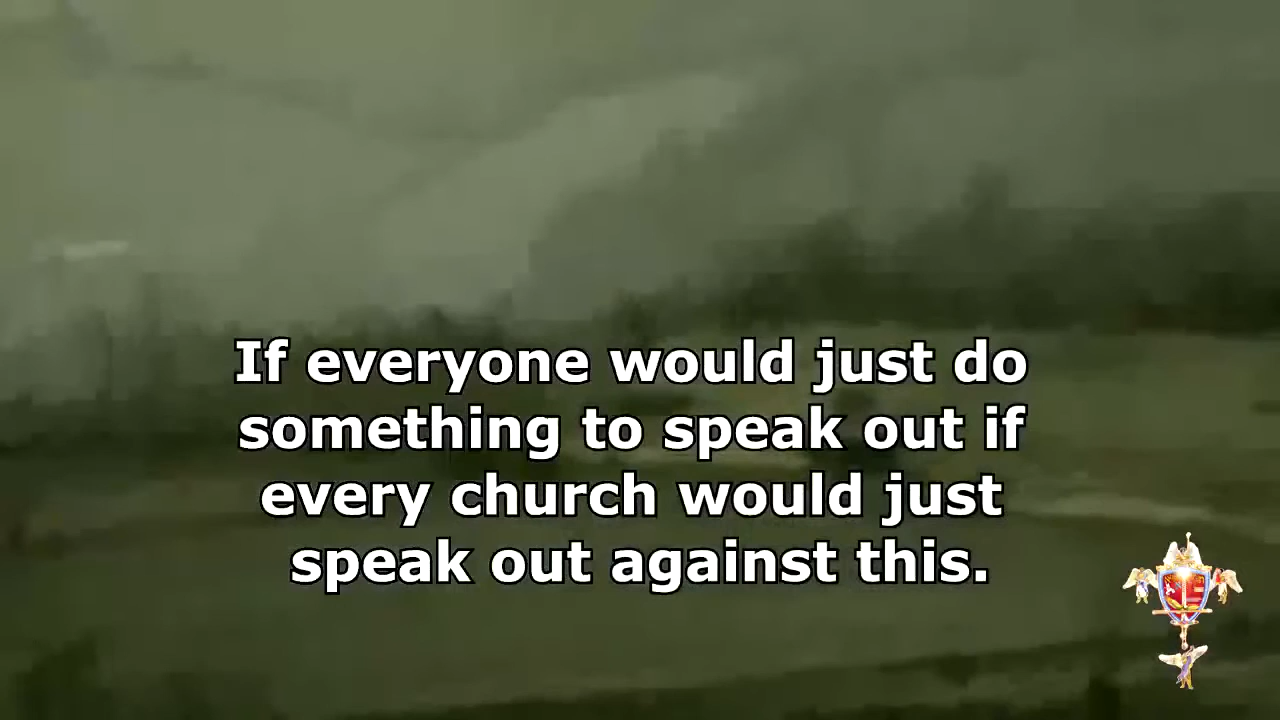 If everyone would just do
something to speak out if
every church would just
speak out against this.